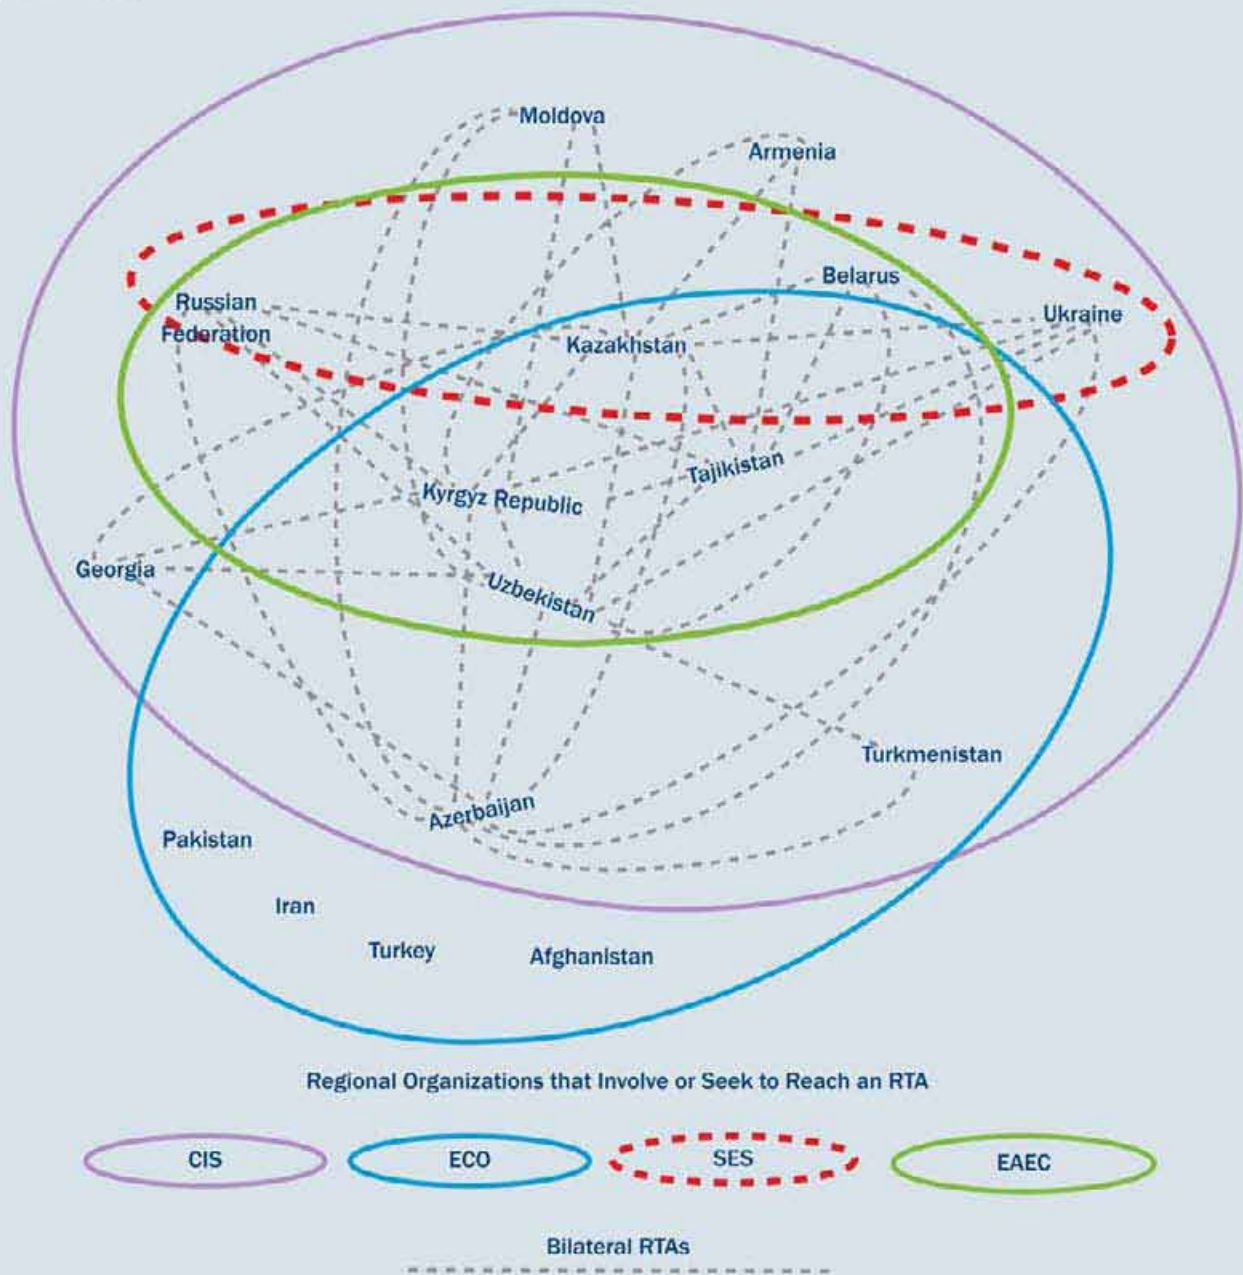 Moldova
Armenia
Belarus
Russian
Federation
Ukraine
Kazakhstan
Tajikistan
Kyrgyz Republic
Georgia
Uzbekistan
Turkmenistan
Azerbaijan
Pakistan
Iran
Turkey
Afghanistan
Regional Organizations that Involve or Seek to Reach an RTA
CIS
ECO
SES
EAEC
Bilateral RTAs